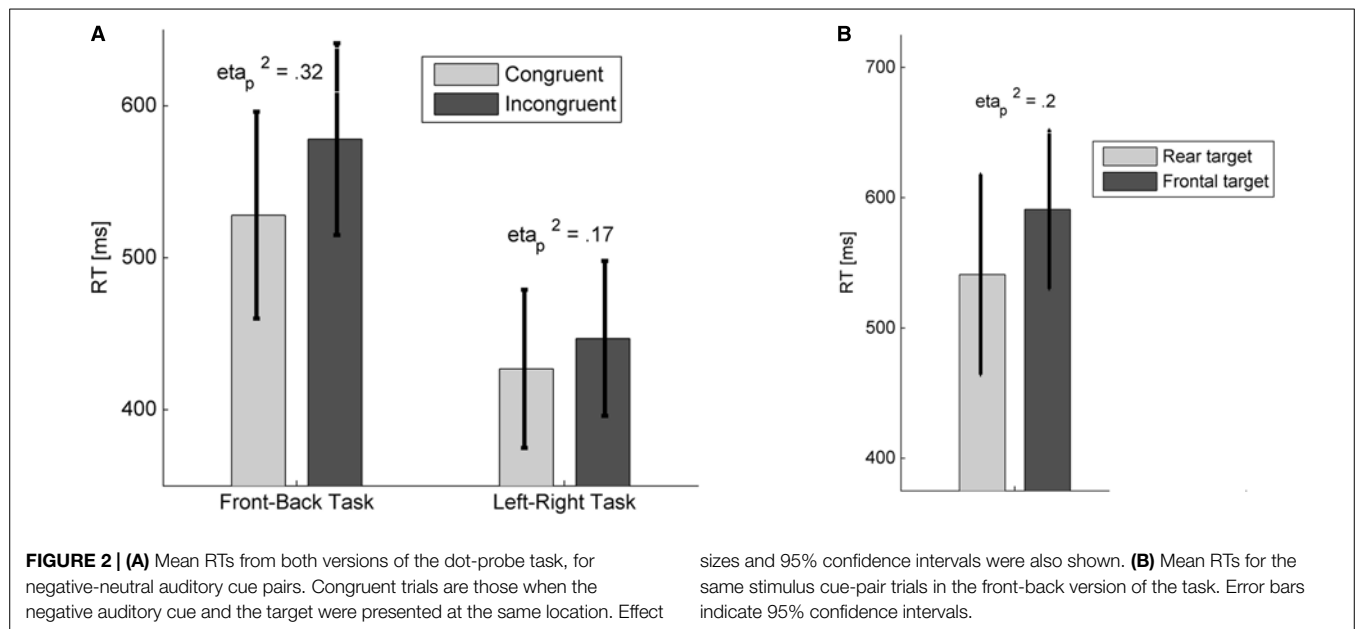 A
eta_p ^2 = .32
Congruent
Incongruent
600
500
400
RT [ms]
eta_p ^2 = .17
Front-Back Task
Left-Right Task
B
700
600
500
400
RT [ms]
eta_p ^2 = .2
Rear target
Frontal target
FIGURE 2 | (A) Mean RTs from both versions of the dot-probe task, for
negative-neutral auditory cue pairs. Congruent trials are those when the
negative auditory cue and the target were presented at the same location. Effect
sizes and 95% confidence intervals were also shown. (B) Mean RTs for the
same stimulus cue-pair trials in the front-back version of the task. Error bars
indicate 95% confidence intervals.